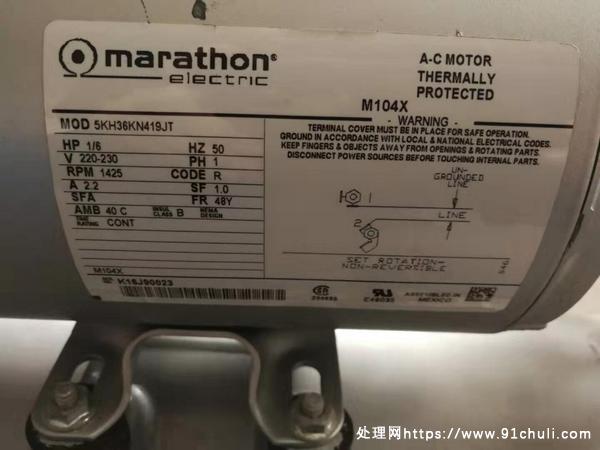 marathon®
electric
A-C MOTOR
THERMALLY
PROTECTED
M104X
MOD 5KH36KN419JT
HP 1/6 HZ 50
V 220-230 PH 1
RPM 1425 CODE R
A 2.2 SF 1.0
SFA FR 48Y
AMB 40 C INSUL CLASS B NEMA DESIGN
TIME RATING CONT
M104X
K16J90023
- WARNING -
TERMINAL COVER MUST BE IN PLACE FOR SAFE OPERATION.
GROUND IN ACCORDANCE WITH LOCAL & NATIONAL ELECTRICAL CODES.
KEEP FINGERS & OBJECTS AWAY FROM OPENINGS & ROTATING PARTS.
DISCONNECT POWER SOURCES BEFORE TOUCHING INTERNAL PARTS.
UN-
GROUNDED
LINE
1
LINE
2
SET ROTATION-
NON-REVERSIBLE
ASSEMBLED IN
MEXICO
处理网https://www.91chuli.com/